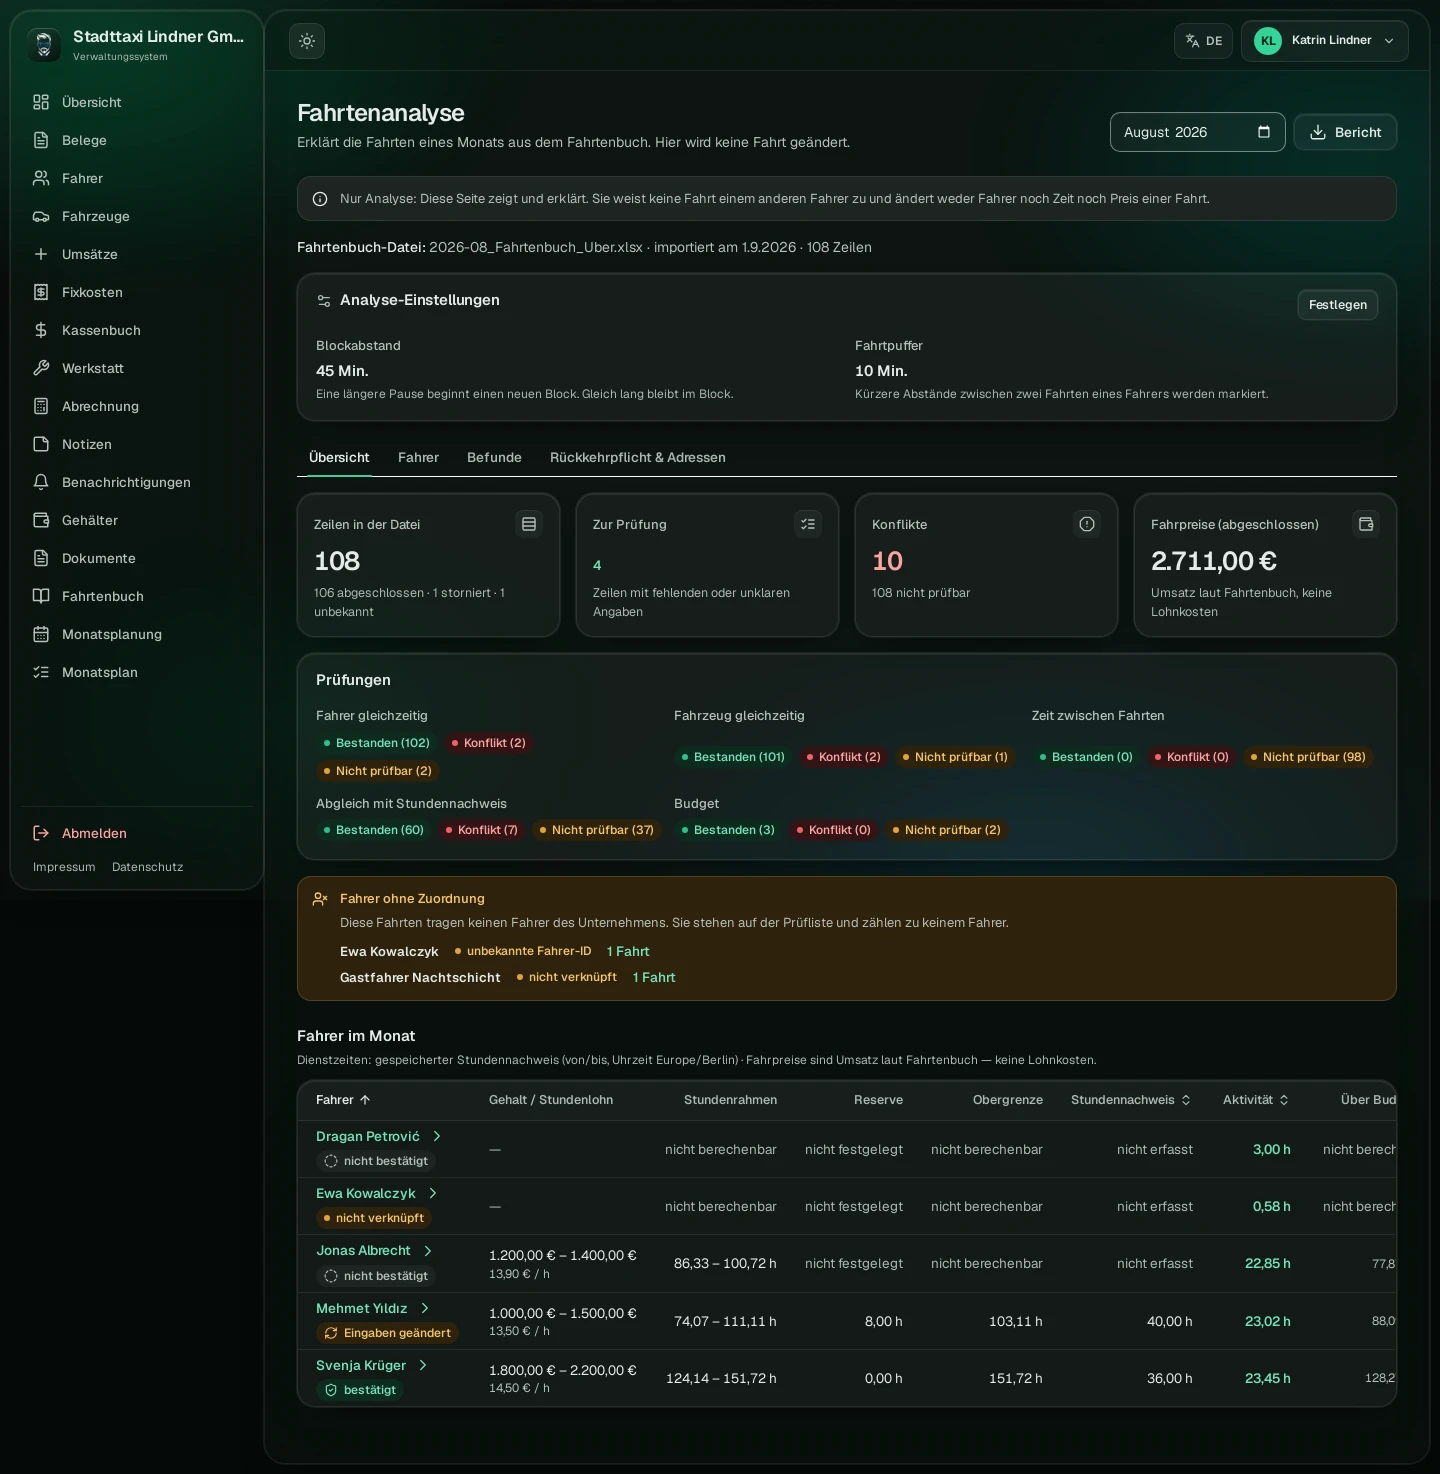 Stadttaxi Lindner Gm...
Verwaltungssystem
Übersicht
Belege
Fahrer
Fahrzeuge
Umsätze
Fixkosten
Kassenbuch
Werkstatt
Abrechnung
Notizen
Benachrichtigungen
Gehälter
Dokumente
Fahrtenbuch
Monatsplanung
Monatsplan
Abmelden
Impressum Datenschutz
DE
KL Katrin Lindner
Fahrtenanalyse
Erklärt die Fahrten eines Monats aus dem Fahrtenbuch. Hier wird keine Fahrt geändert.
August 2026
Bericht
Nur Analyse: Diese Seite zeigt und erklärt. Sie weist keine Fahrt einem anderen Fahrer zu und ändert weder Fahrer noch Zeit noch Preis einer Fahrt.
Fahrtenbuch-Datei: 2026-08_Fahrtenbuch_Uber.xlsx · importiert am 1.9.2026 · 108 Zeilen
Analyse-Einstellungen
Festlegen
Blockabstand
45 Min.
Eine längere Pause beginnt einen neuen Block. Gleich lang bleibt im Block.
Fahrtpuffer
10 Min.
Kürzere Abstände zwischen zwei Fahrten eines Fahrers werden markiert.
Übersicht Fahrer Befunde Rückkehrpflicht & Adressen
Zeilen in der Datei
108
106 abgeschlossen · 1 storniert · 1
unbekannt
Zur Prüfung
4
Zeilen mit fehlenden oder unklaren
Angaben
Konflikte
10
108 nicht prüfbar
Fahrpreise (abgeschlossen)
2.711,00 €
Umsatz laut Fahrtenbuch, keine
Lohnkosten
Prüfungen
Fahrer gleichzeitig
Bestanden (102) Konflikt (2)
Nicht prüfbar (2)
Fahrzeug gleichzeitig
Bestanden (101) Konflikt (2) Nicht prüfbar (1)
Zeit zwischen Fahrten
Bestanden (0) Konflikt (0) Nicht prüfbar (98)
Abgleich mit Stundennachweis
Bestanden (60) Konflikt (7) Nicht prüfbar (37)
Budget
Bestanden (3) Konflikt (0) Nicht prüfbar (2)
Fahrer ohne Zuordnung
Diese Fahrten tragen keinen Fahrer des Unternehmens. Sie stehen auf der Prüfliste und zählen zu keinem Fahrer.
Ewa Kowalczyk unbekannte Fahrer-ID 1 Fahrt
Gastfahrer Nachtschicht nicht verknüpft 1 Fahrt
Fahrer im Monat
Dienstzeiten: gespeicherter Stundennachweis (von/bis, Uhrzeit Europe/Berlin) · Fahrpreise sind Umsatz laut Fahrtenbuch — keine Lohnkosten.
Fahrer Gehalt / Stundenlohn Stundenrahmen Reserve Obergrenze Stundennachweis Aktivität Über Bud
Dragan Petrović
nicht bestätigt
— nicht berechenbar nicht festgelegt nicht berechenbar nicht erfasst 3,00 h nicht berech
Ewa Kowalczyk
nicht verknüpft
— nicht berechenbar nicht festgelegt nicht berechenbar nicht erfasst 0,58 h nicht berech
Jonas Albrecht
nicht bestätigt
1.200,00 € – 1.400,00 €
13,90 € / h
86,33 – 100,72 h nicht festgelegt nicht berechenbar nicht erfasst 22,85 h 77,8
Mehmet Yıldız
Eingaben geändert
1.000,00 € – 1.500,00 €
13,50 € / h
74,07 – 111,11 h 8,00 h 103,11 h 40,00 h 23,02 h 88,0
Svenja Krüger
bestätigt
1.800,00 € – 2.200,00 €
14,50 € / h
124,14 – 151,72 h 0,00 h 151,72 h 36,00 h 23,45 h 128,2